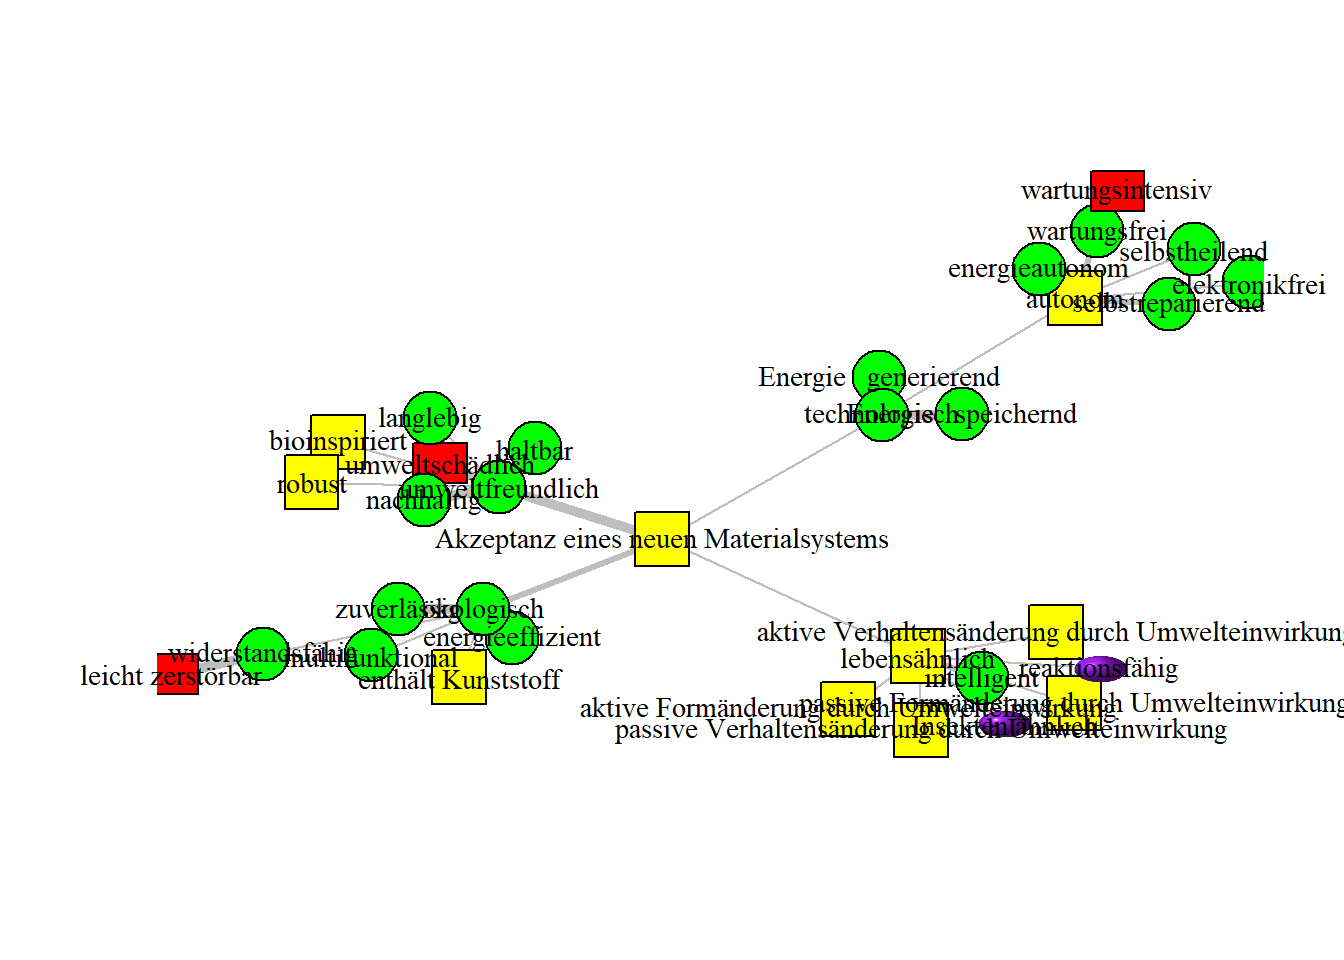 wartungsintensiv
wartungsfrei
selbstheilend
energieautonom
elektronikfrei
autonom
selbstreparierend
Energie generierend
technologisch
Energie speichernd
langlebig
bioinspiriert
haltbar
umweltschädlich
robust
umweltfreundlich
nachhaltig
Akzeptanz eines neuen Materialsystems
zuverlässig
ökologisch
energieeffizient
widerstandsfähig
multifunktional
leicht zerstörbar
enthält Kunststoff
aktive Verhaltensänderung durch Umwelteinwirkung
lebensähnlich
reaktionsfähig
intelligent
passive Formänderung durch Umwelteinwirkung
aktive Formänderung durch Umwelteinwirkung
passive Verhaltensänderung durch Umwelteinwirkung